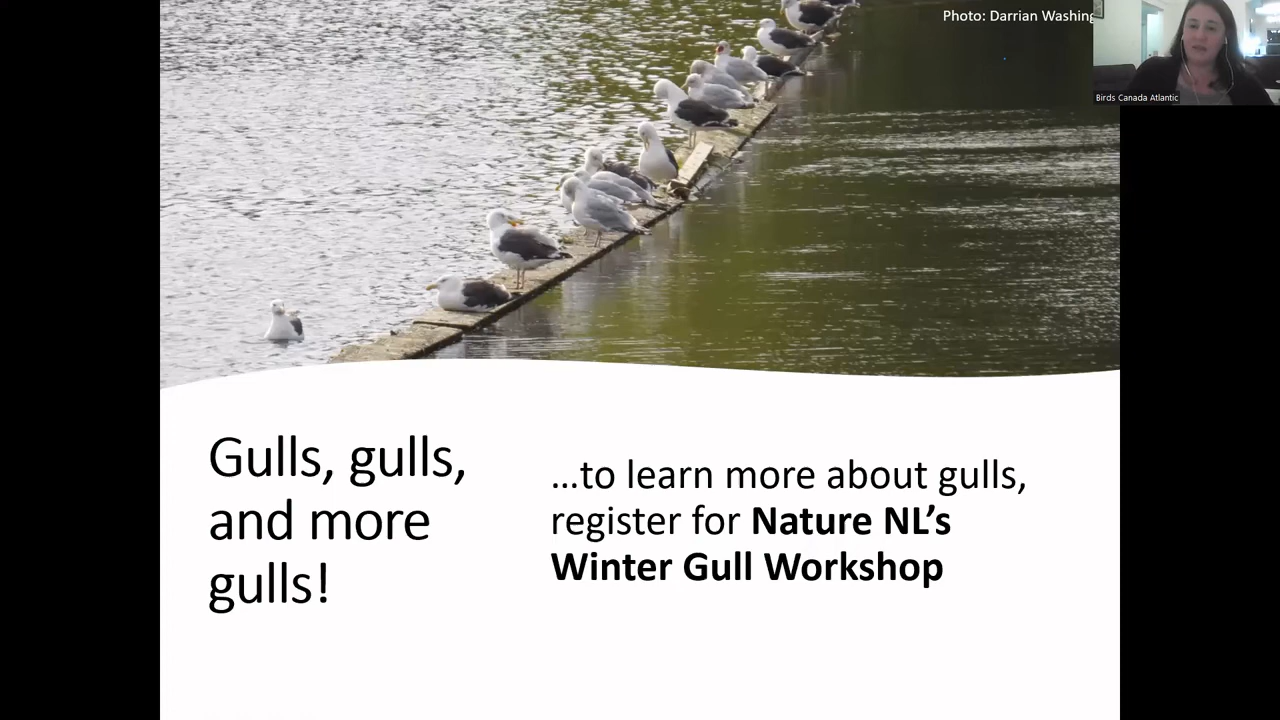 Photo: Darrian
Birds Canada Atlantic
Gulls, gulls,
and more
gulls!
...to learn more about gulls,
register for Nature NL's
Winter Gull Workshop